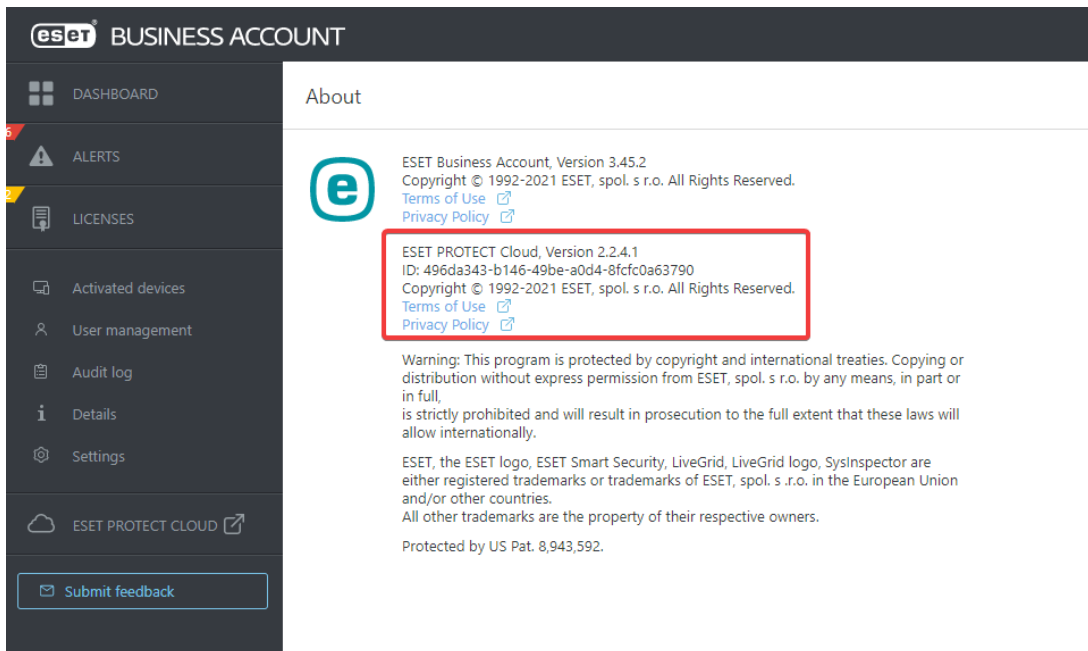 eset BUSINESS ACCOUNT
DASHBOARD
6
ALERTS
2
LICENSES
Activated devices
User management
Audit log
Details
Settings
ESET PROTECT CLOUD
Submit feedback
About
e
ESET Business Account, Version 3.45.2
Copyright © 1992-2021 ESET, spol. s r.o. All Rights Reserved.
Terms of Use
Privacy Policy
ESET PROTECT Cloud, Version 2.2.4.1
ID: 496da343-b146-49be-a0d4-8fcfc0a63790
Copyright © 1992-2021 ESET, spol. s r.o. All Rights Reserved.
Terms of Use
Privacy Policy
Warning: This program is protected by copyright and international treaties. Copying or
distribution without express permission from ESET, spol. s r.o. by any means, in part or
in full,
is strictly prohibited and will result in prosecution to the full extent that these laws will
allow internationally.
ESET, the ESET logo, ESET Smart Security, LiveGrid, LiveGrid logo, SysInspector are
either registered trademarks or trademarks of ESET, spol. s .r.o. in the European Union
and/or other countries.
All other trademarks are the property of their respective owners.
Protected by US Pat. 8,943,592.